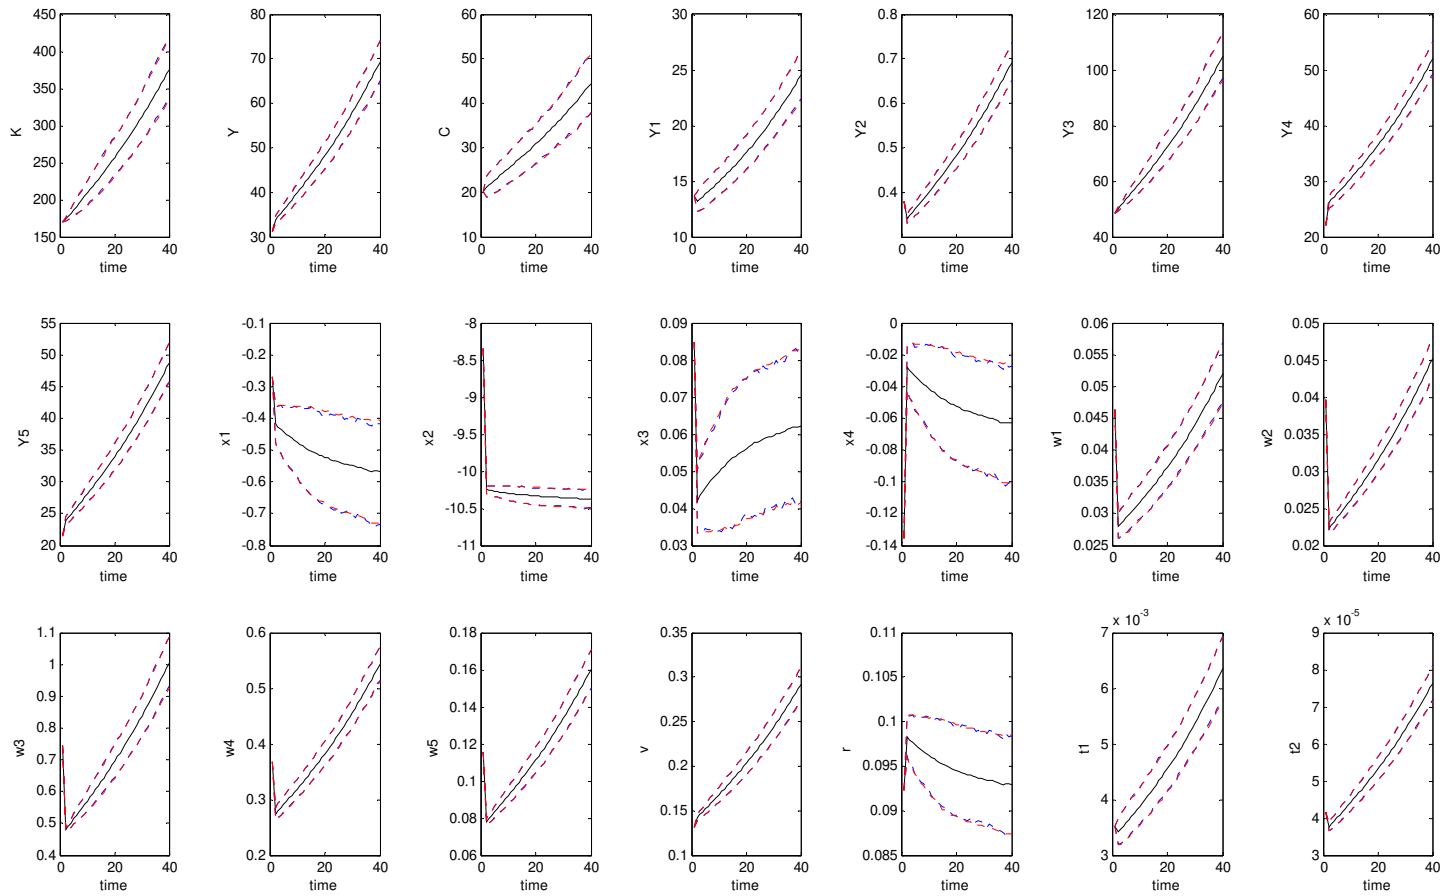 450
400
350
300
250
200
150
K
0 20 40
time
80
70
60
50
40
30
Y
0 20 40
time
60
50
40
30
20
10
C
0 20 40
time
30
25
20
15
10
Y1
0 20 40
time
0.8
0.7
0.6
0.5
0.4
Y2
0 20 40
time
120
100
80
60
40
Y3
0 20 40
time
60
50
40
30
20
Y4
0 20 40
time
55
50
45
40
35
30
25
20
Y5
0 20 40
time
-0.1
-0.2
-0.3
-0.4
-0.5
-0.6
-0.7
-0.8
x1
0 20 40
time
-8
-8.5
-9
-9.5
-10
-10.5
-11
x2
0 20 40
time
0.09
0.08
0.07
0.06
0.05
0.04
0.03
x3
0 20 40
time
0
-0.02
-0.04
-0.06
-0.08
-0.1
-0.12
-0.14
x4
0 20 40
time
0.06
0.055
0.05
0.045
0.04
0.035
0.03
0.025
w1
0 20 40
time
0.05
0.045
0.04
0.035
0.03
0.025
0.02
w2
0 20 40
time
1.1
1
0.9
0.8
0.7
0.6
0.5
0.4
w3
0 20 40
time
0.6
0.5
0.4
0.3
0.2
w4
0 20 40
time
0.18
0.16
0.14
0.12
0.1
0.08
0.06
w5
0 20 40
time
0.35
0.3
0.25
0.2
0.15
0.1
v
0 20 40
time
0.11
0.105
0.1
0.095
0.09
0.085
r
0 20 40
time
x 10⁻³
7
6
5
4
3
t1
0 20 40
time
x 10⁻⁵
9
8
7
6
5
4
3
t2
0 20 40
time